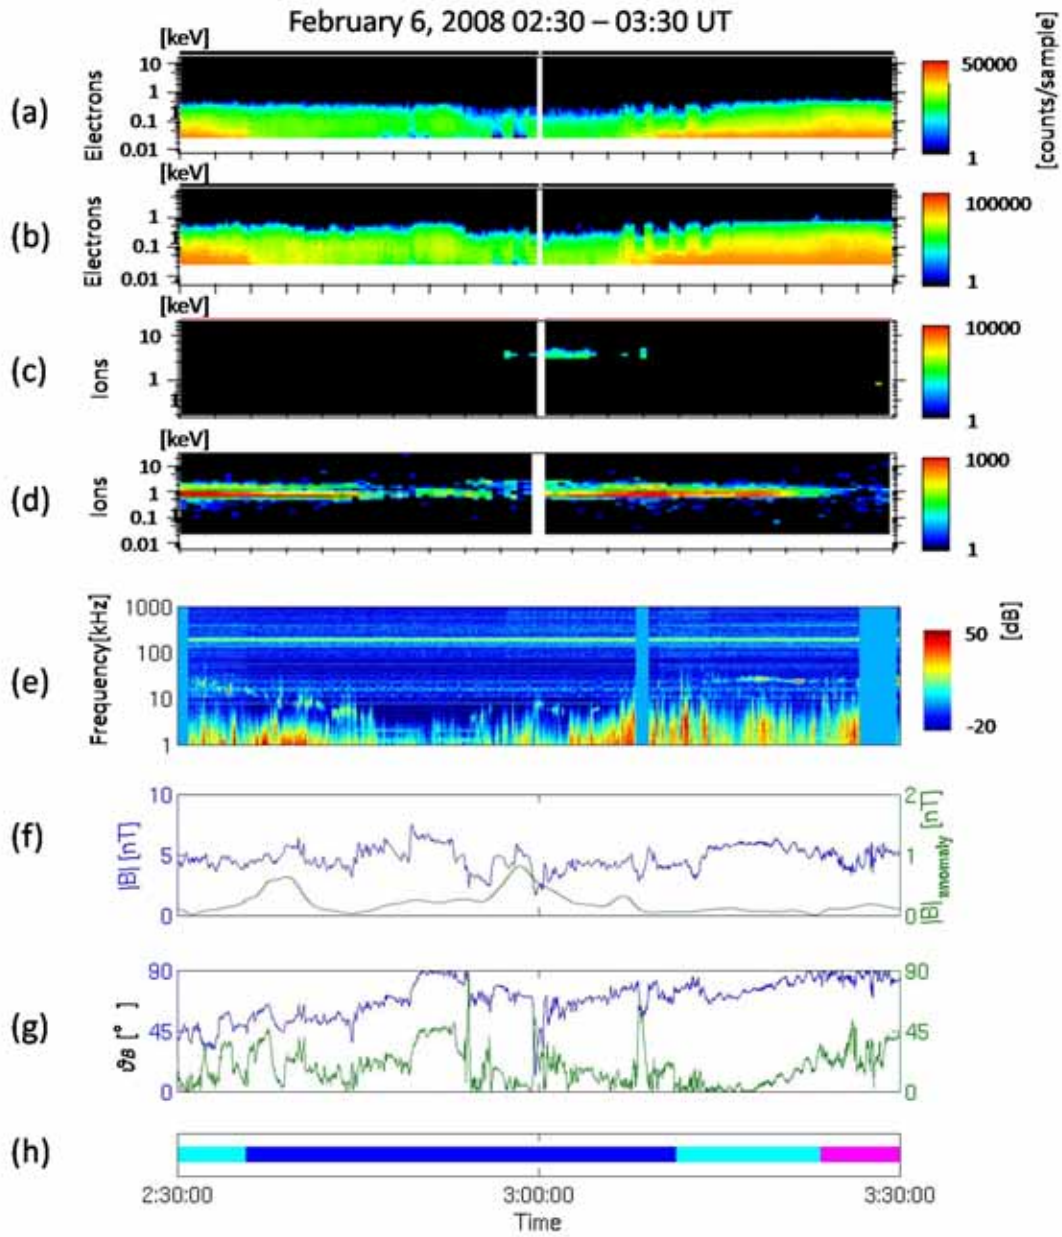 February 6, 2008 02:30 – 03:30 UT
[keV]
(a)
Electrons
10
1
0.1
0.01
50000
1
[counts/sample]
[keV]
(b)
Electrons
1
0.1
0.01
100000
1
[keV]
(c)
Ions
10
1
10000
1
[keV]
(d)
Ions
10
1
0.1
0.01
1000
1
(e)
Frequency[kHz]
1000
100
10
1
50
-20
[dB]
(f)
|B| [nT]
10
5
0
2
1
0
|B|anomaly [nT]
(g)
θB [°]
90
45
0
90
45
0
(h)
2:30:00
3:00:00
3:30:00
Time